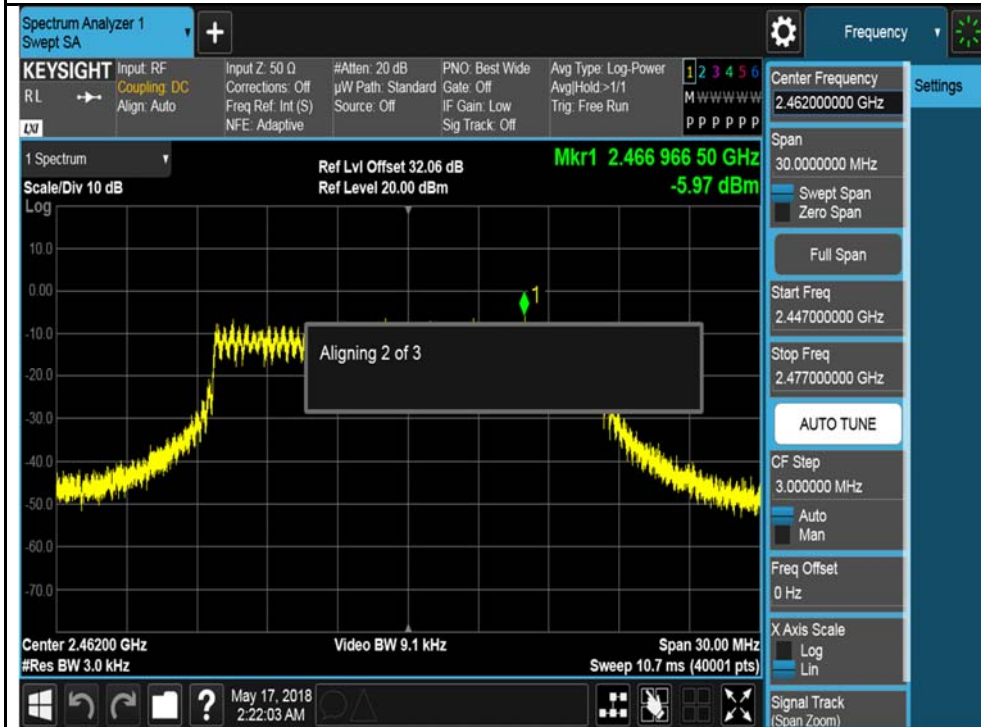 Spectrum Analyzer 1
Swept SA
Frequency
KEYSIGHT
RL
LXI
Input: RF
Coupling: DC
Align: Auto
Input Z: 50 Ω
Corrections: Off
Freq Ref: Int (S)
NFE: Adaptive
#Atten: 20 dB
µW Path: Standard
Source: Off
PNO: Best Wide
Gate: Off
IF Gain: Low
Sig Track: Off
Avg Type: Log-Power
Avg|Hold:>1/1
Trig: Free Run
1 2 3 4 5 6
M W W W W W
P P P P P P
1 Spectrum
Scale/Div 10 dB
Log
Ref Lvl Offset 32.06 dB
Ref Level 20.00 dBm
Mkr1 2.466 966 50 GHz
-5.97 dBm
10.0
0.00
-10.0
-20.0
-30.0
-40.0
-50.0
-60.0
-70.0
1
Aligning 2 of 3
Center 2.46200 GHz
#Res BW 3.0 kHz
Video BW 9.1 kHz
Span 30.00 MHz
Sweep 10.7 ms (40001 pts)
?
May 17, 2018
2:22:03 AM
Center Frequency
2.462000000 GHz
Span
30.0000000 MHz
Swept Span
Zero Span
Full Span
Start Freq
2.447000000 GHz
Stop Freq
2.477000000 GHz
AUTO TUNE
CF Step
3.000000 MHz
Auto
Man
Freq Offset
0 Hz
X Axis Scale
Log
Lin
Signal Track
(Span Zoom)
Settings